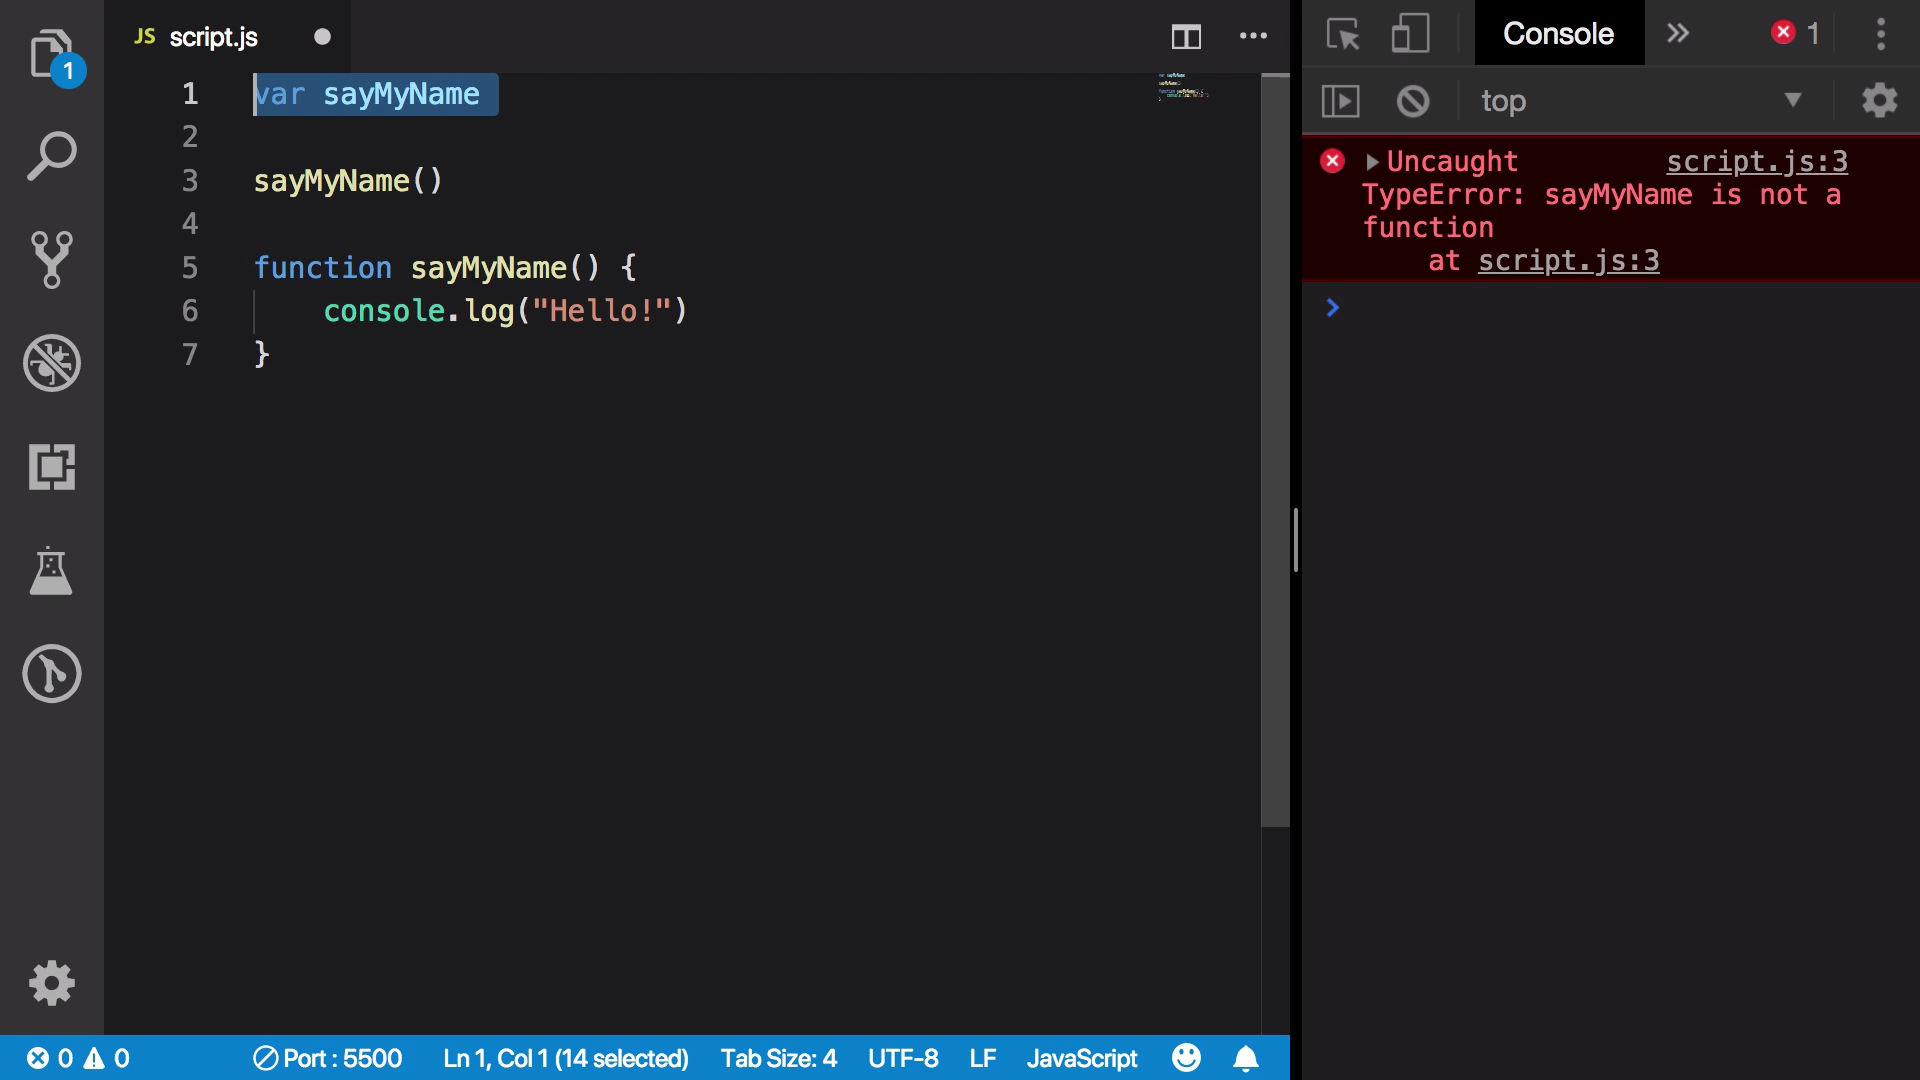 JS script.js
1 var sayMyName
2
3 sayMyName()
4
5 function sayMyName() {
6 console.log("Hello!")
7 }
1
0 0 Port : 5500 Ln 1, Col 1 (14 selected) Tab Size: 4 UTF-8 LF JavaScript
Console 1
top
Uncaught script.js:3
TypeError: sayMyName is not a
function
at script.js:3